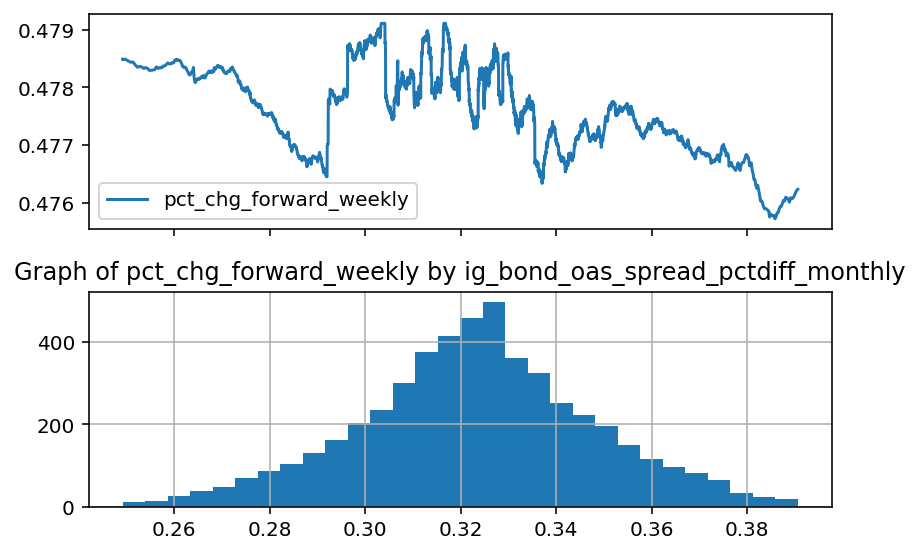 0.479
0.478
0.477
0.476
pct_chg_forward_weekly
Graph of pct_chg_forward_weekly by ig_bond_oas_spread_pctdiff_monthly
400
200
0
0.26 0.28 0.30 0.32 0.34 0.36 0.38